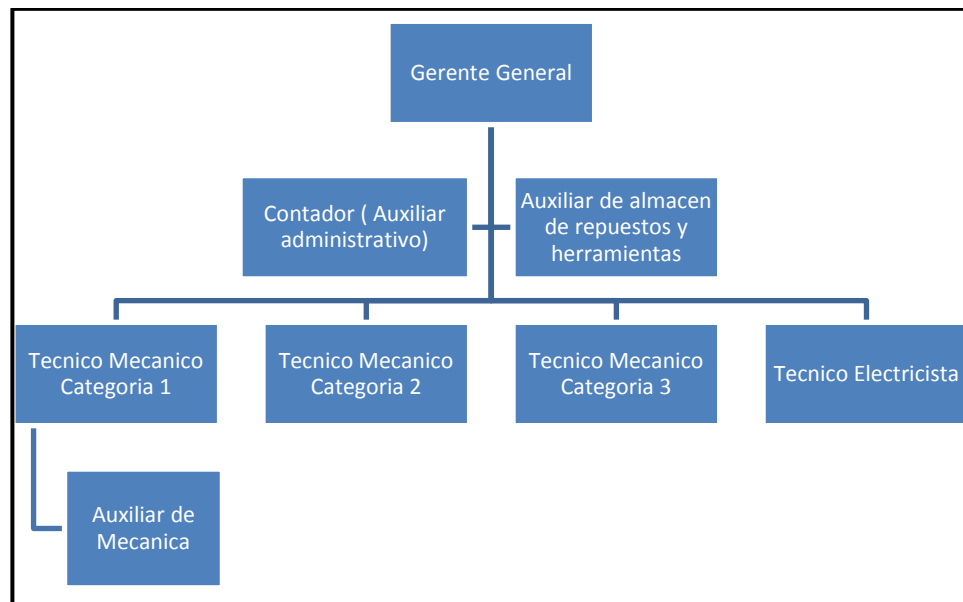 Gerente General
Contador ( Auxiliar
administrativo)
Auxiliar de almacen
de repuestos y
herramientas
Tecnico Mecanico
Categoria 1
Tecnico Mecanico
Categoria 2
Tecnico Mecanico
Categoria 3
Tecnico Electricista
Auxiliar de
Mecanica